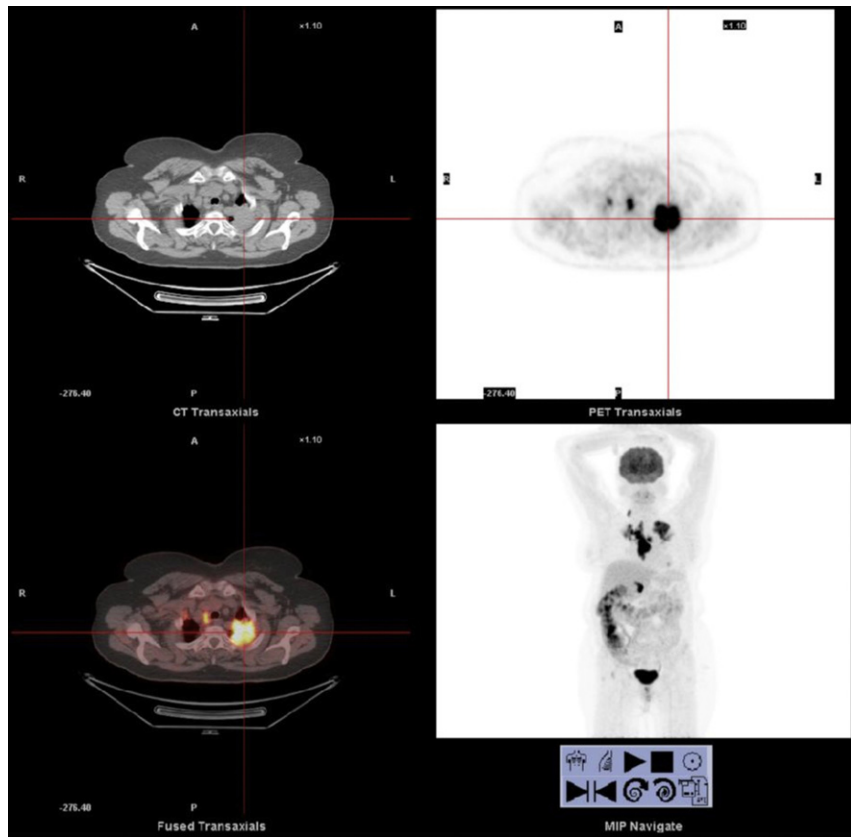 A
×1.10
R
L
-276.40
P
CT Transaxials
A
×1.10
P
-276.40
PET Transaxials
A
×1.10
R
L
-276.40
P
Fused Transaxials
MIP Navigate